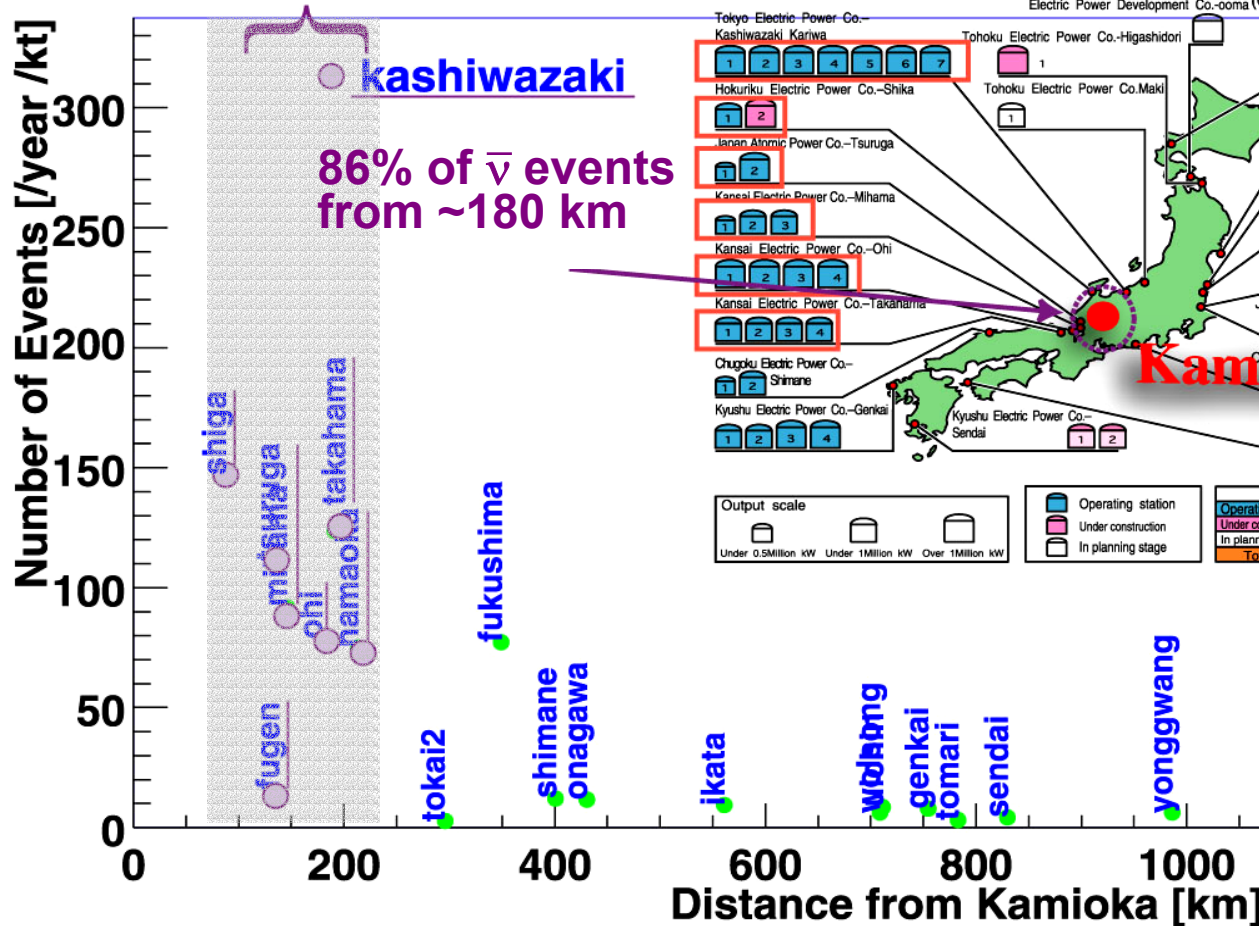 Number of Events [/year /kt]
300
250
200
150
100
50
0
0
200
400
600
800
1000
Distance from Kamioka [km]
kashiwazaki
86% of ν̅ events
from ~180 km
shiga
takahama
ohi
hamaoka
fugen
tokai2
fukushima
shimane
onagawa
ikata
genkai
tomari
sendai
yonggwang
Electric Power Development Co.-ooma
Tokyo Electric Power Co.–
Kashiwazaki Kariwa
1 2 3 4 5 6 7
Tohoku Electric Power Co.-Higashidori
1
Hokuriku Electric Power Co.–Shika
1 2
Tohoku Electric Power Co.Maki
1
Japan Atomic Power Co.–Tsuruga
1 2
Kansai Electric Power Co.–Mihama
1 2 3
Kansai Electric Power Co.–Ohi
1 2 3 4
Kansai Electric Power Co.–Takahama
1 2 3 4
Chugoku Electric Power Co.–
Shimane
1 2
Kyushu Electric Power Co.–Genkai
1 2 3 4
Kyushu Electric Power Co.–
Sendai
1 2
Kam
Output scale
Under 0.5Million kW Under 1Million kW Over 1Million kW
Operating station
Under construction
In planning stage
Operat
Under co
In plann
To